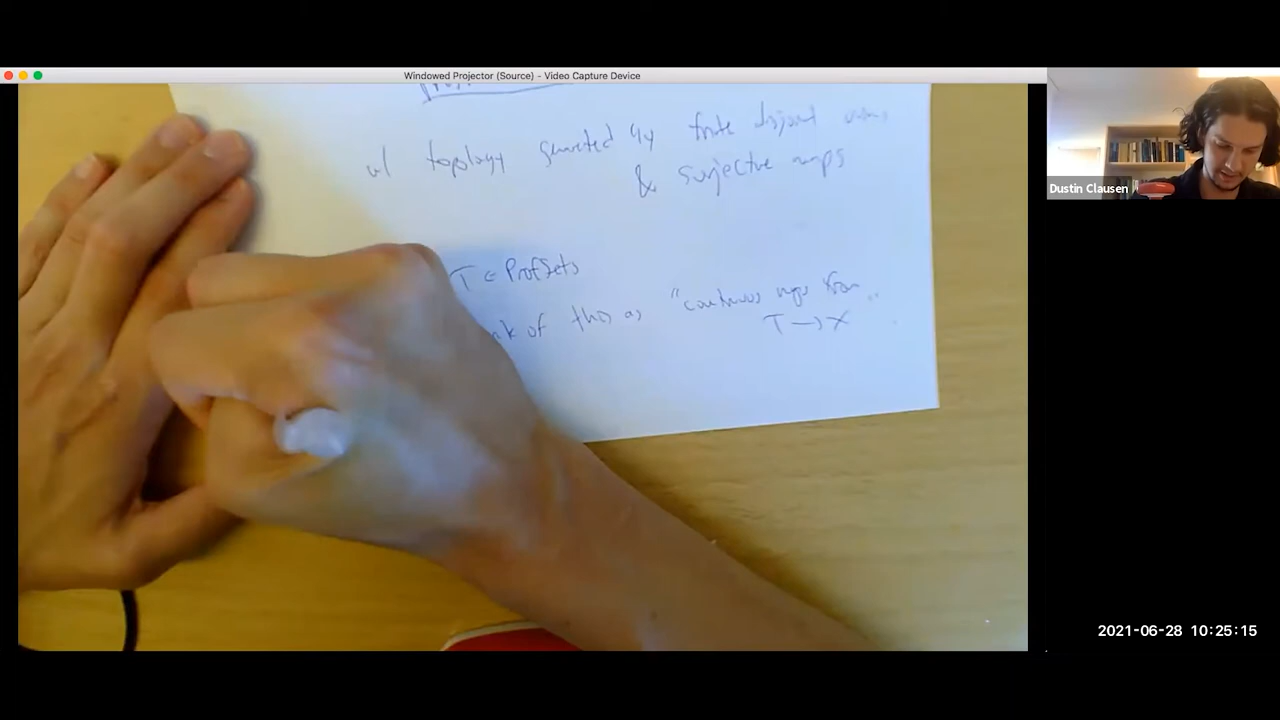 Windowed Projector (Source) - Video Capture Device
w/ topology generated by finite disjoint unions
& surjective maps
T ∈ ProfSets
of this as "continuous maps from
T → X"
Dustin Clausen
2021-06-28 10:25:15